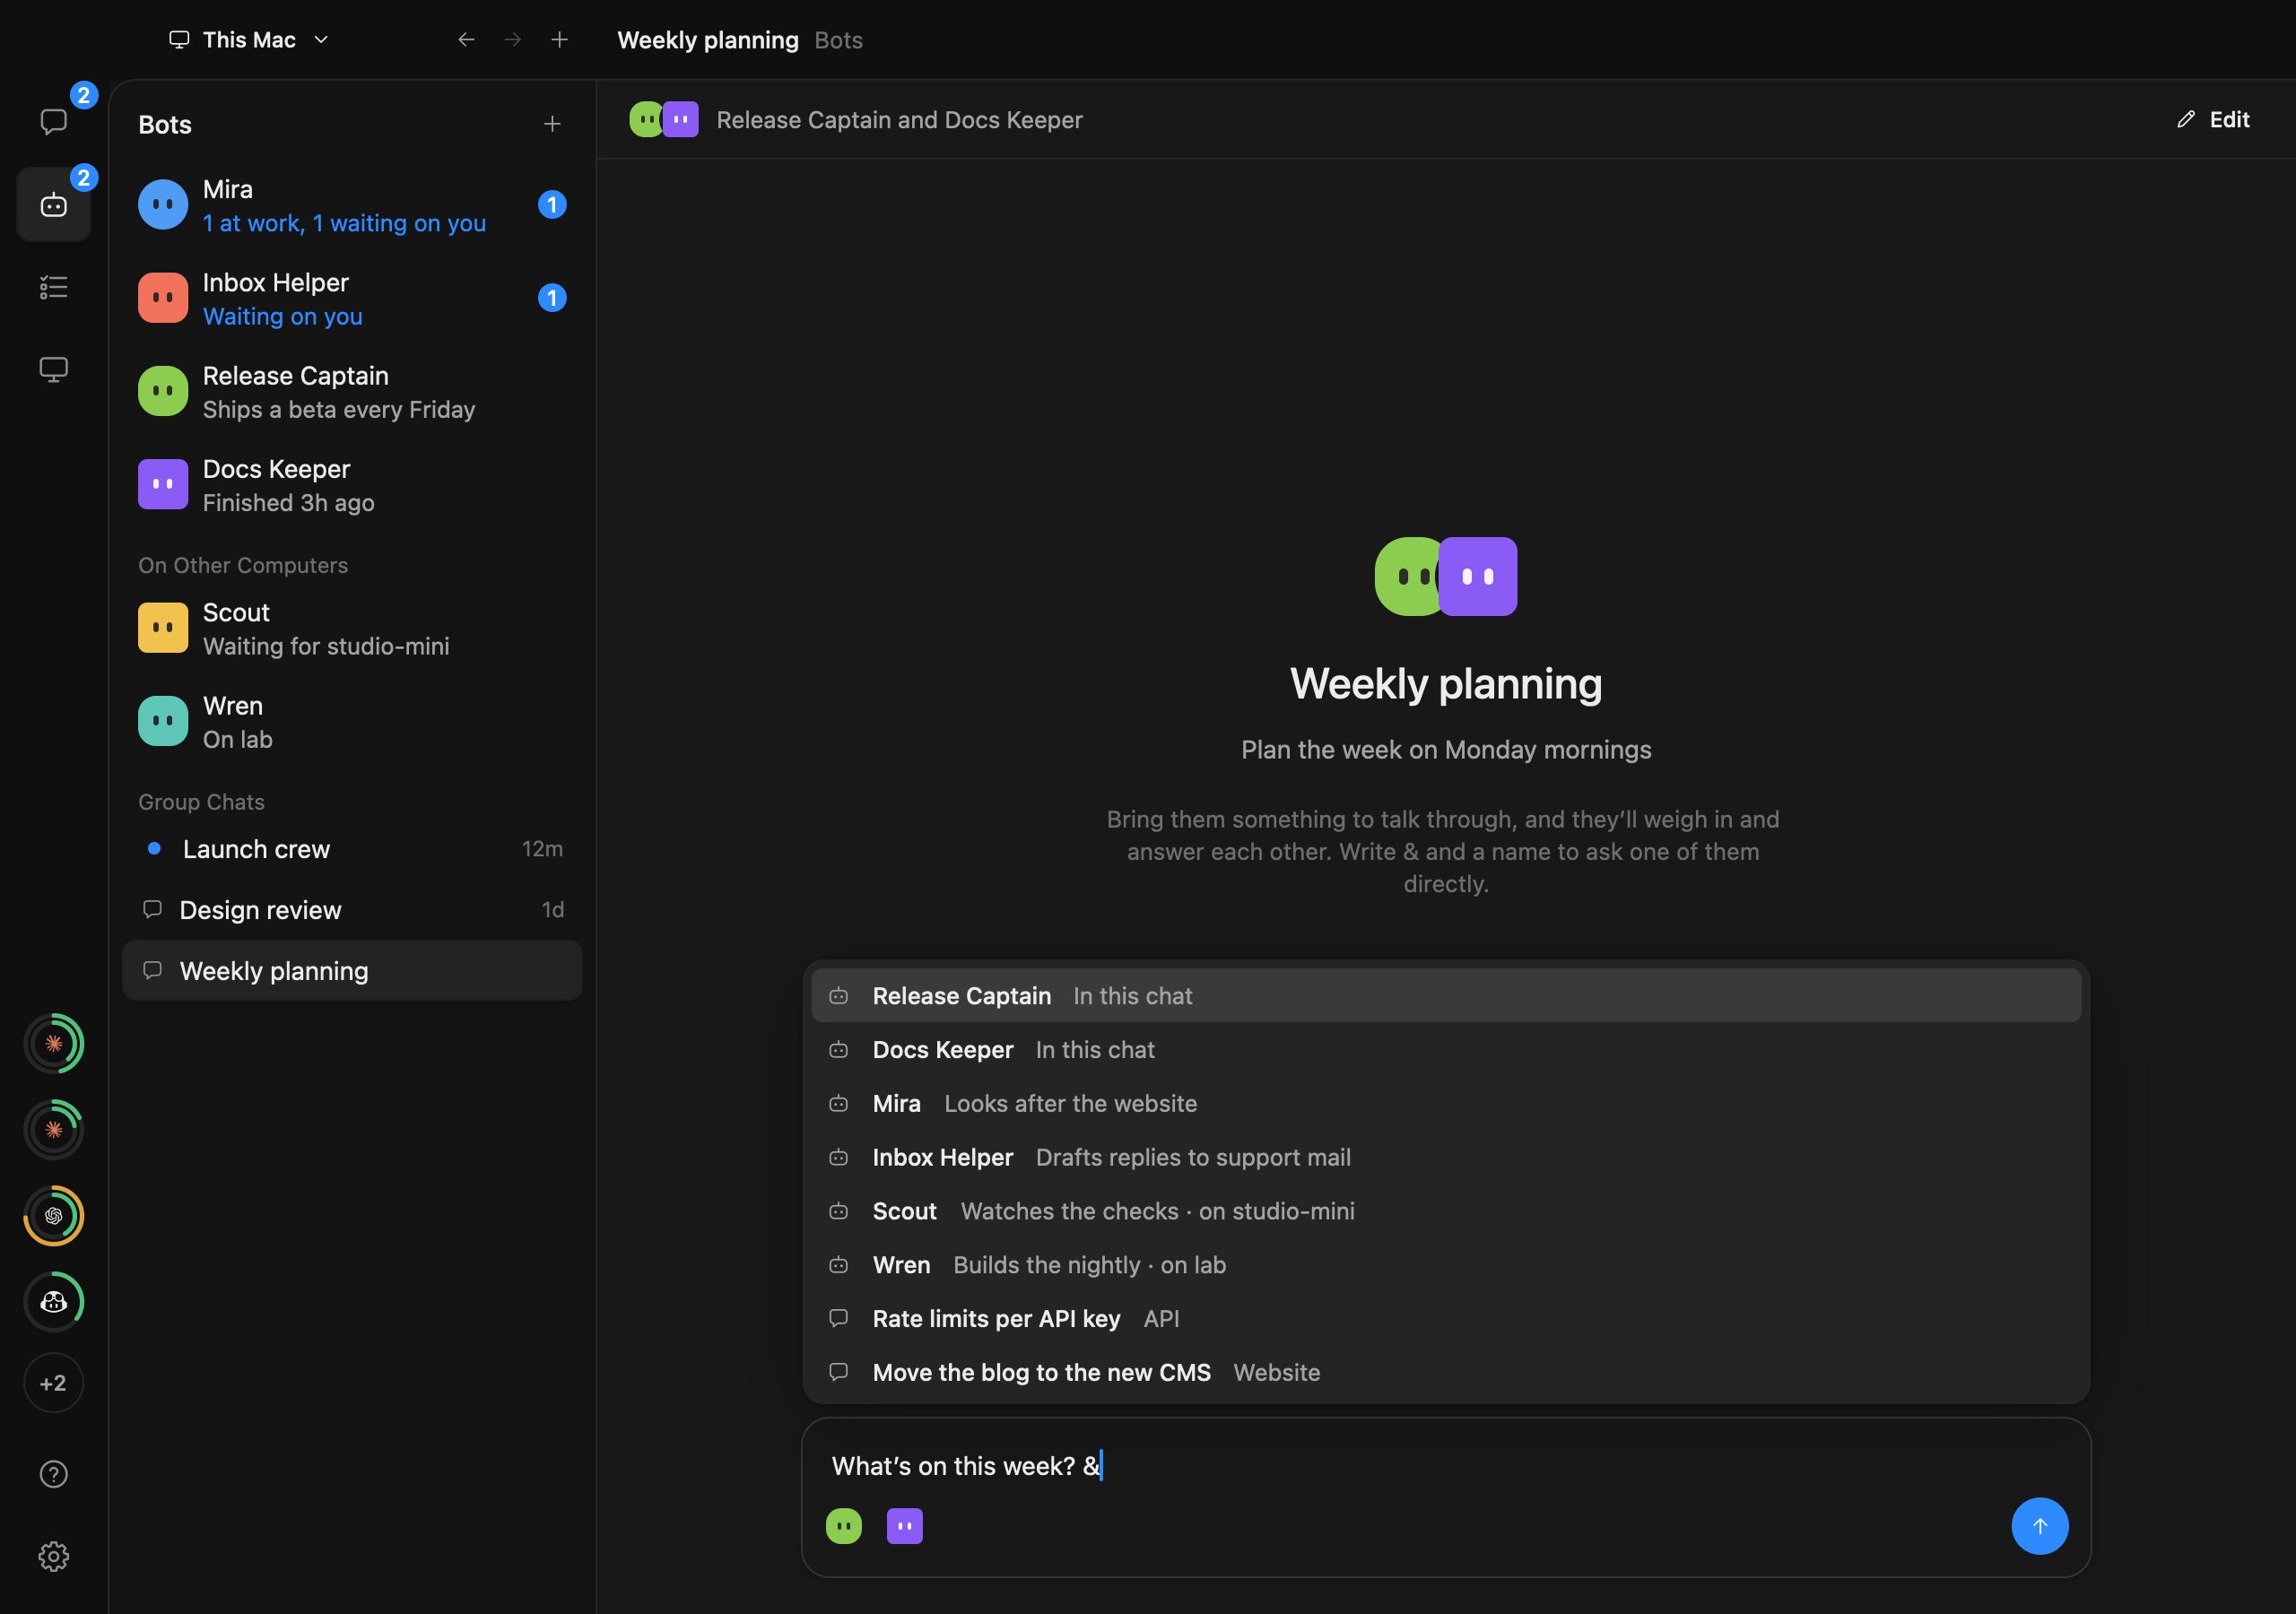 This Mac
Weekly planning Bots
2
2
Bots
Mira
1 at work, 1 waiting on you
1
Inbox Helper
Waiting on you
1
Release Captain
Ships a beta every Friday
Docs Keeper
Finished 3h ago
On Other Computers
Scout
Waiting for studio-mini
Wren
On lab
Group Chats
Launch crew 12m
Design review 1d
Weekly planning
+2
Release Captain and Docs Keeper
Edit
Weekly planning
Plan the week on Monday mornings
Bring them something to talk through, and they’ll weigh in and
answer each other. Write & and a name to ask one of them
directly.
Release Captain In this chat
Docs Keeper In this chat
Mira Looks after the website
Inbox Helper Drafts replies to support mail
Scout Watches the checks · on studio-mini
Wren Builds the nightly · on lab
Rate limits per API key API
Move the blog to the new CMS Website
What’s on this week? &